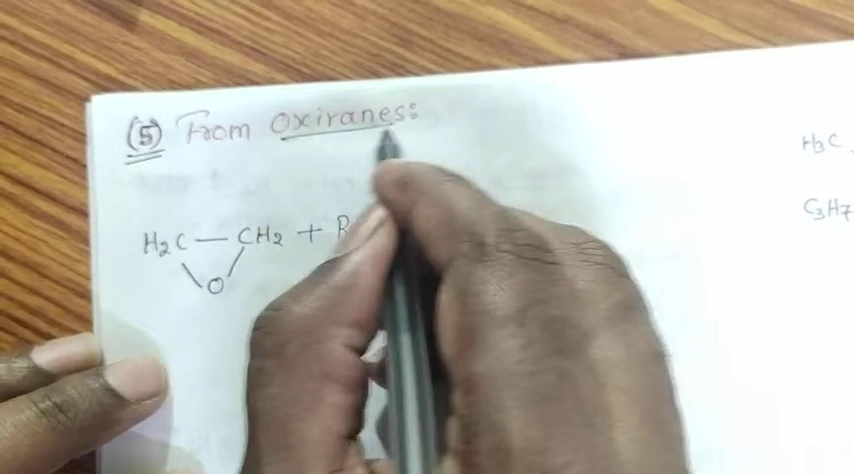 (5) From Oxiranes:
H₃C
C₃H₇
H₂C — CH₂ + R
O